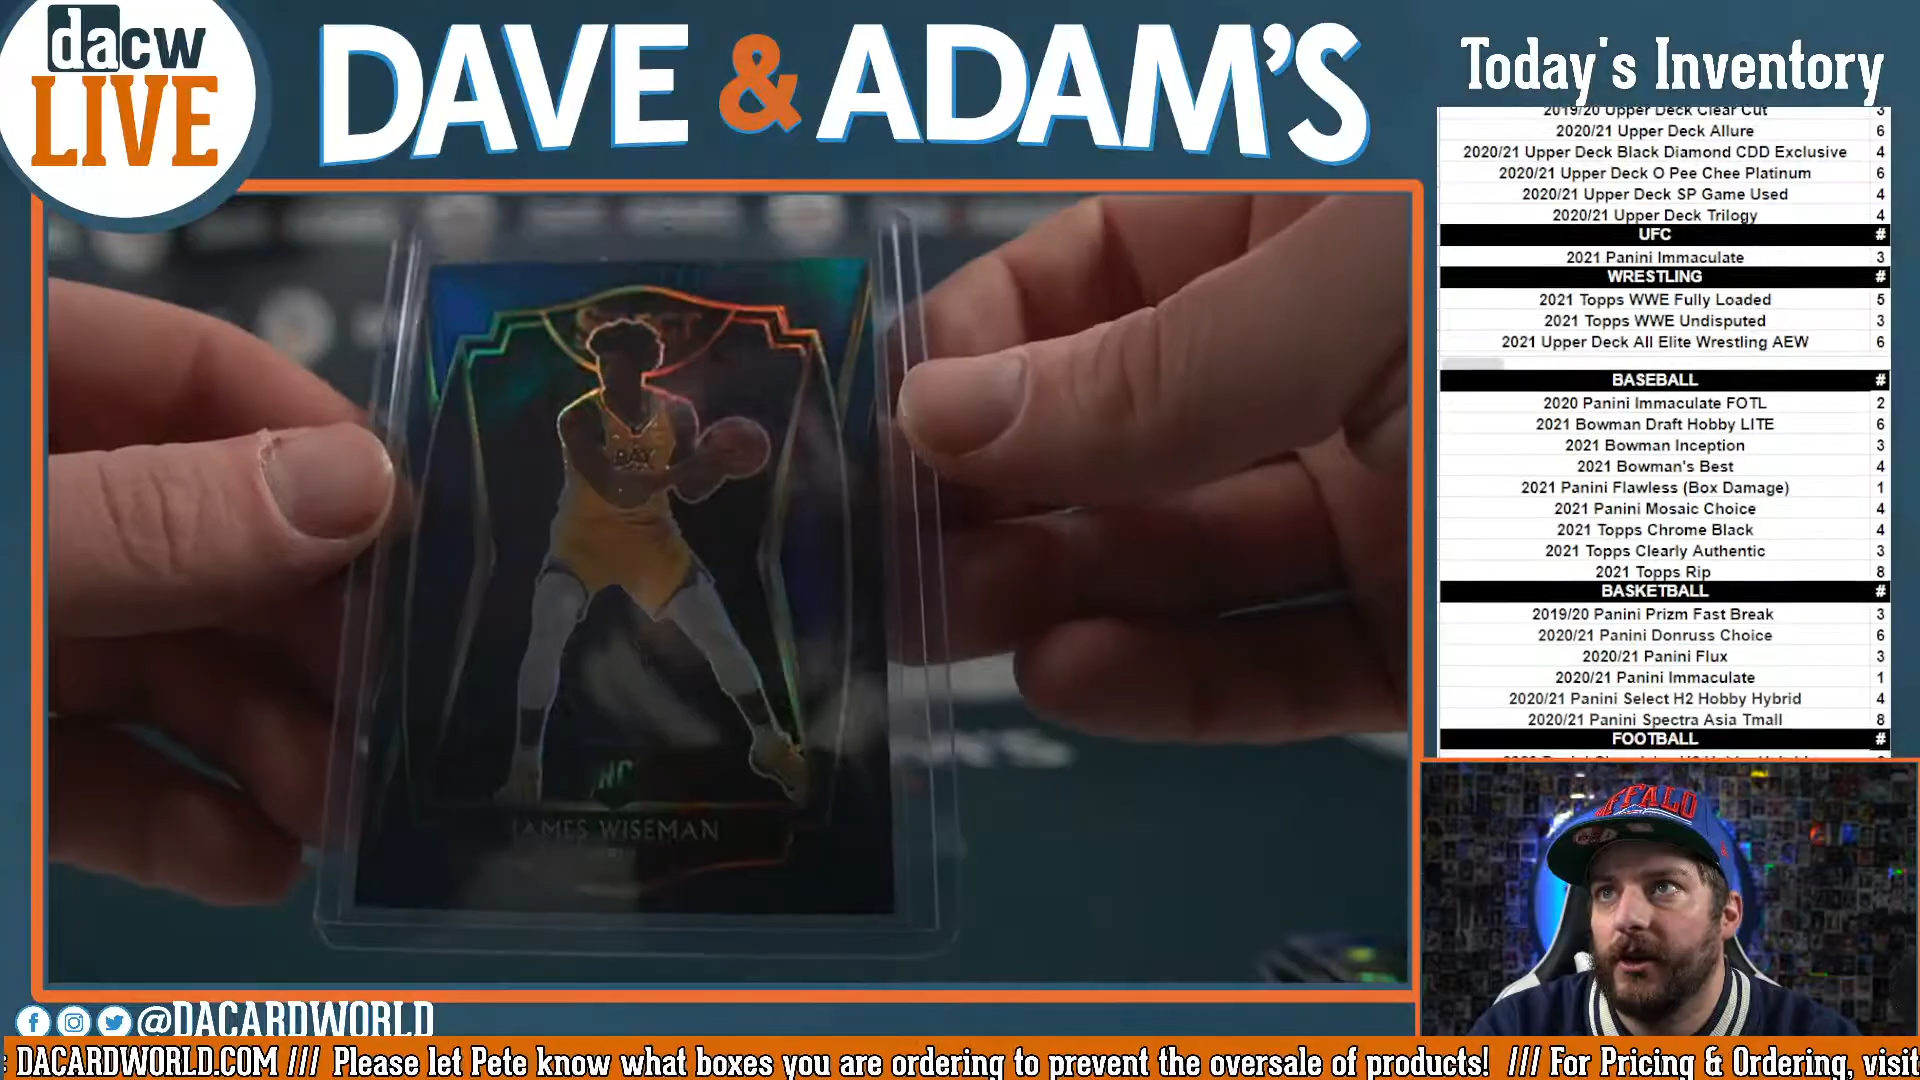 dacw
LIVE
DAVE & ADAM'S
Today's Inventory
2019/20 Upper Deck Clear Cut 3
2020/21 Upper Deck Allure 6
2020/21 Upper Deck Black Diamond CDD Exclusive 4
2020/21 Upper Deck O Pee Chee Platinum 6
2020/21 Upper Deck SP Game Used 4
2020/21 Upper Deck Trilogy 4
UFC #
2021 Panini Immaculate 3
WRESTLING #
2021 Topps WWE Fully Loaded 5
2021 Topps WWE Undisputed 3
2021 Upper Deck All Elite Wrestling AEW 6
BASEBALL #
2020 Panini Immaculate FOTL 2
2021 Bowman Draft Hobby LITE 6
2021 Bowman Inception 3
2021 Bowman's Best 4
2021 Panini Flawless (Box Damage) 1
2021 Panini Mosaic Choice 4
2021 Topps Chrome Black 4
2021 Topps Clearly Authentic 3
2021 Topps Rip 8
BASKETBALL #
2019/20 Panini Prizm Fast Break 3
2020/21 Panini Donruss Choice 6
2020/21 Panini Flux 3
2020/21 Panini Immaculate 1
2020/21 Panini Select H2 Hobby Hybrid 4
2020/21 Panini Spectra Asia Tmall 8
FOOTBALL #
SELECT
BAY
JAMES WISEMAN
@DACARDWORLD
: DACARDWORLD.COM /// Please let Pete know what boxes you are ordering to prevent the oversale of products! /// For Pricing & Ordering, visit